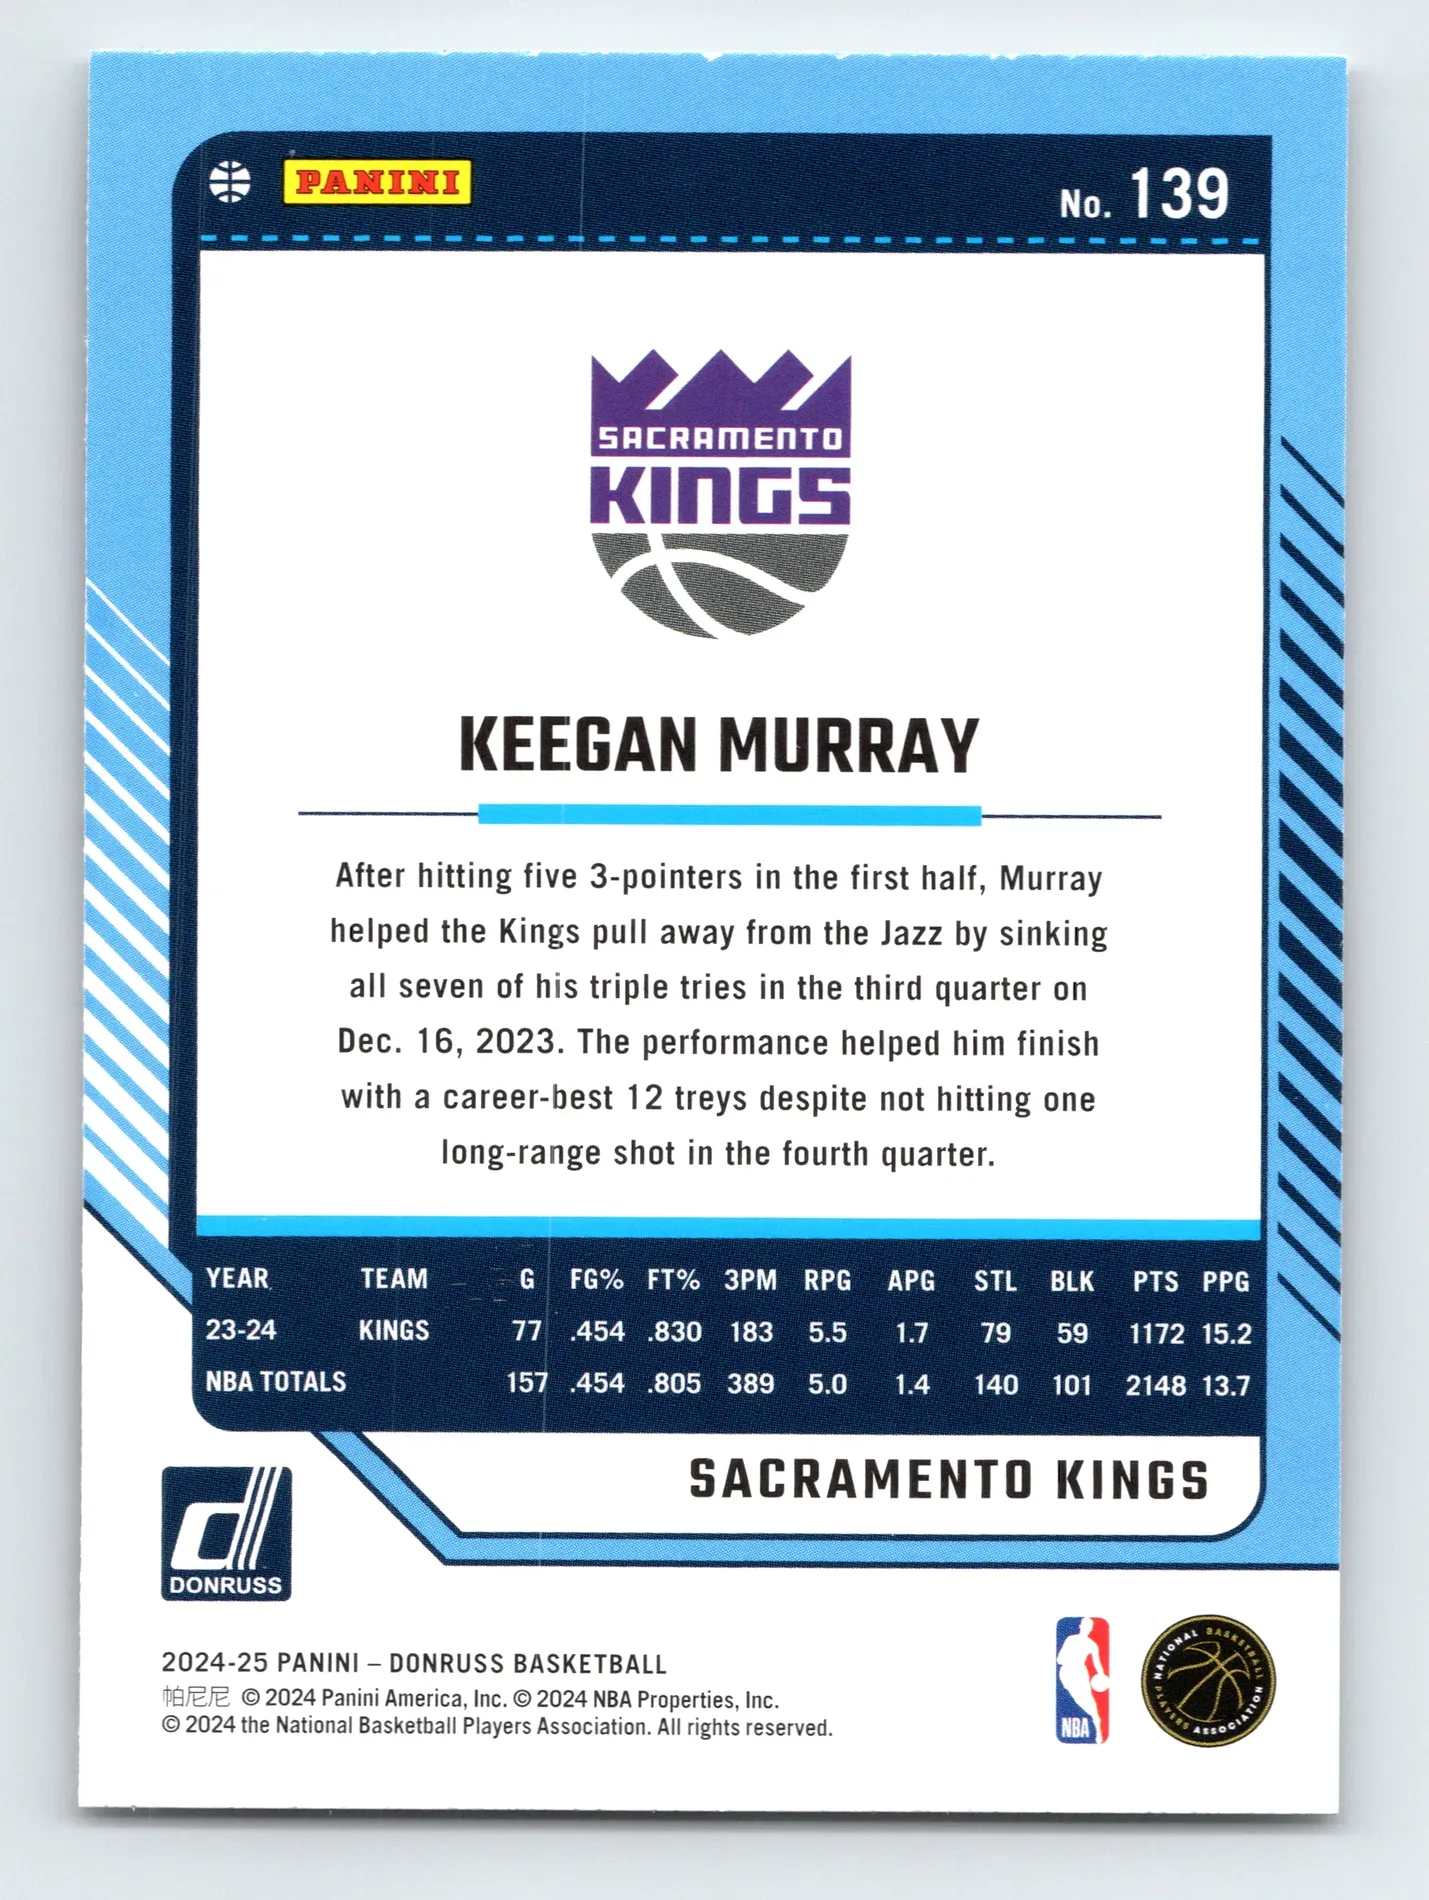 PANINI
No. 139
SACRAMENTO
KINGS
KEEGAN MURRAY
After hitting five 3-pointers in the first half, Murray
helped the Kings pull away from the Jazz by sinking
all seven of his triple tries in the third quarter on
Dec. 16, 2023. The performance helped him finish
with a career-best 12 treys despite not hitting one
long-range shot in the fourth quarter.
YEAR TEAM G FG% FT% 3PM RPG APG STL BLK PTS PPG
23-24 KINGS 77 .454 .830 183 5.5 1.7 79 59 1172 15.2
NBA TOTALS 157 .454 .805 389 5.0 1.4 140 101 2148 13.7
SACRAMENTO KINGS
d
DONRUSS
2024-25 PANINI – DONRUSS BASKETBALL
帕尼尼 © 2024 Panini America, Inc. © 2024 NBA Properties, Inc.
© 2024 the National Basketball Players Association. All rights reserved.
NBA
NATIONAL BASKETBALL
PLAYERS ASSOCIATION